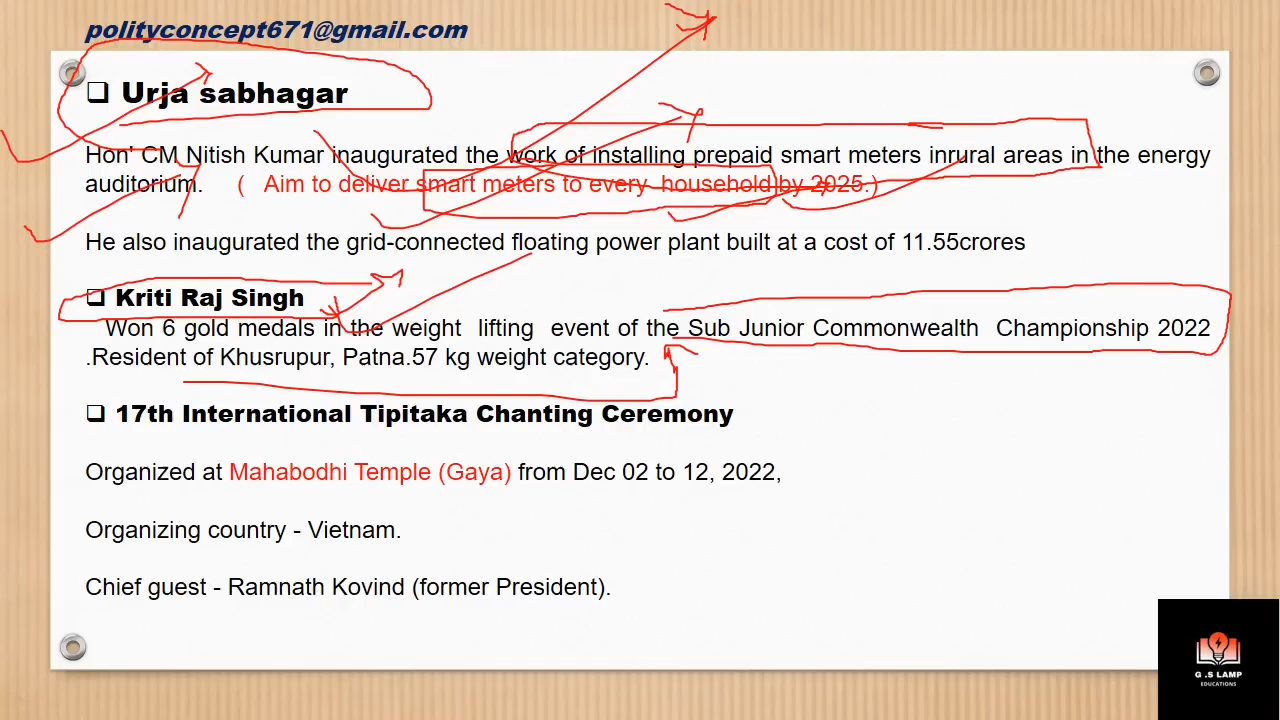 polityconcept671@gmail.com
❑ Urja sabhagar
Hon' CM Nitish Kumar inaugurated the work of installing prepaid smart meters inrural areas in the energy
auditorium. ( Aim to deliver smart meters to every household by 2025.)
He also inaugurated the grid-connected floating power plant built at a cost of 11.55crores
❑ Kriti Raj Singh
Won 6 gold medals in the weight lifting event of the Sub Junior Commonwealth Championship 2022
.Resident of Khusrupur, Patna.57 kg weight category.
❑ 17th International Tipitaka Chanting Ceremony
Organized at Mahabodhi Temple (Gaya) from Dec 02 to 12, 2022,
Organizing country - Vietnam.
Chief guest - Ramnath Kovind (former President).
G .S LAMP
EDUCATIONS